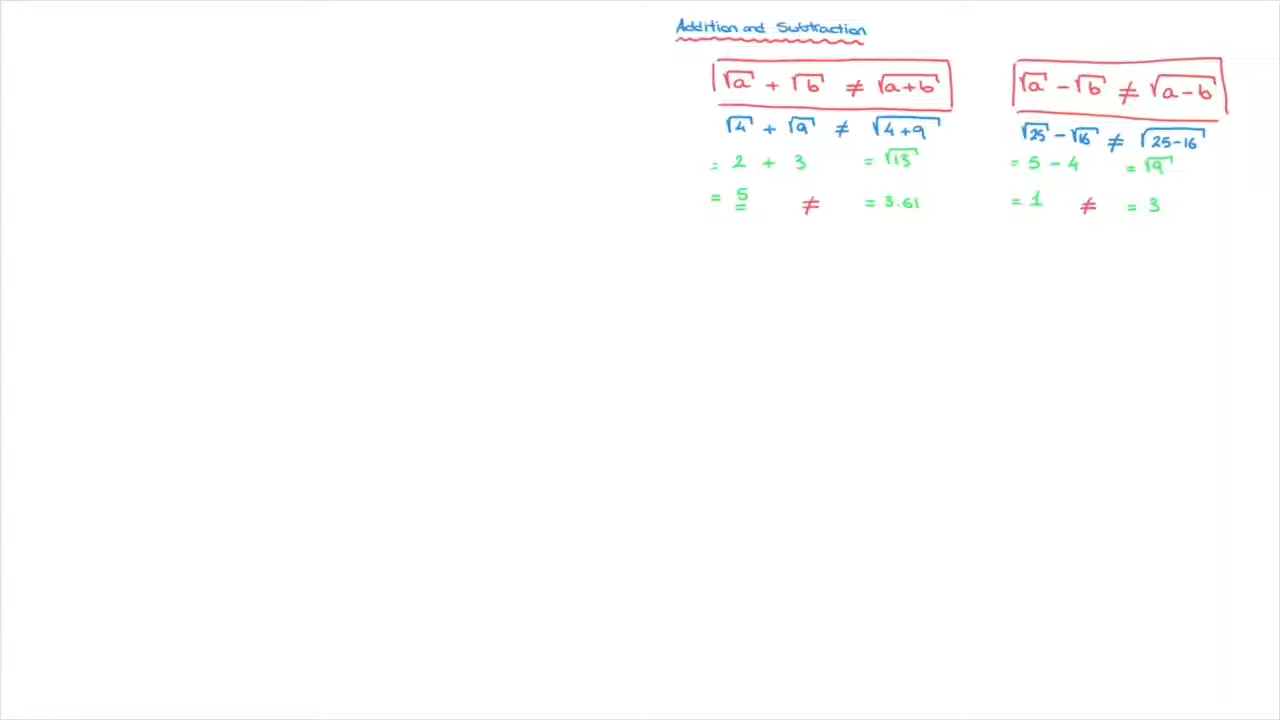 Addition and Subtraction
√a + √b ≠ √a+b
√4 + √9 ≠ √4+9
= 2 + 3 = √13
= 5 ≠ = 3.61
√a - √b ≠ √a-b
√25 - √16 ≠ √25-16
= 5 - 4 = √9
= 1 ≠ = 3